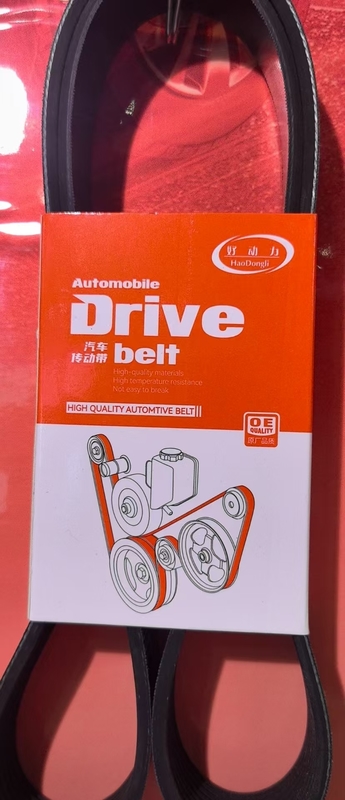 好动力
HaoDongli
Automobile
Drive
汽车
传动带
belt
High-quality materials
High temperature resistance
Not easy to break
HIGH QUALITY AUTOMTIVE BELT
OE
QUALITY
原厂品质